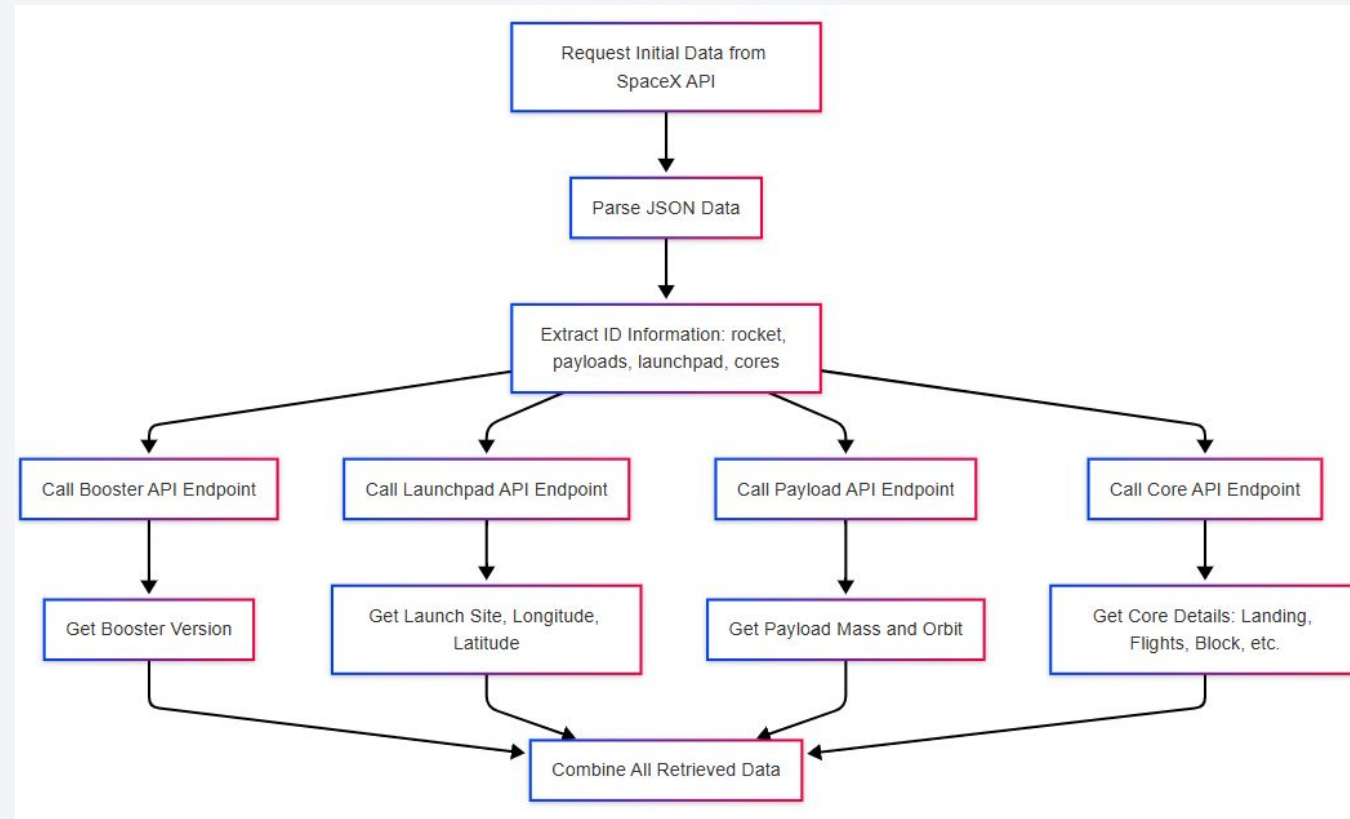 Request Initial Data from
SpaceX API
Parse JSON Data
Extract ID Information: rocket,
payloads, launchpad, cores
Call Booster API Endpoint
Call Launchpad API Endpoint
Call Payload API Endpoint
Call Core API Endpoint
Get Booster Version
Get Launch Site, Longitude,
Latitude
Get Payload Mass and Orbit
Get Core Details: Landing,
Flights, Block, etc.
Combine All Retrieved Data